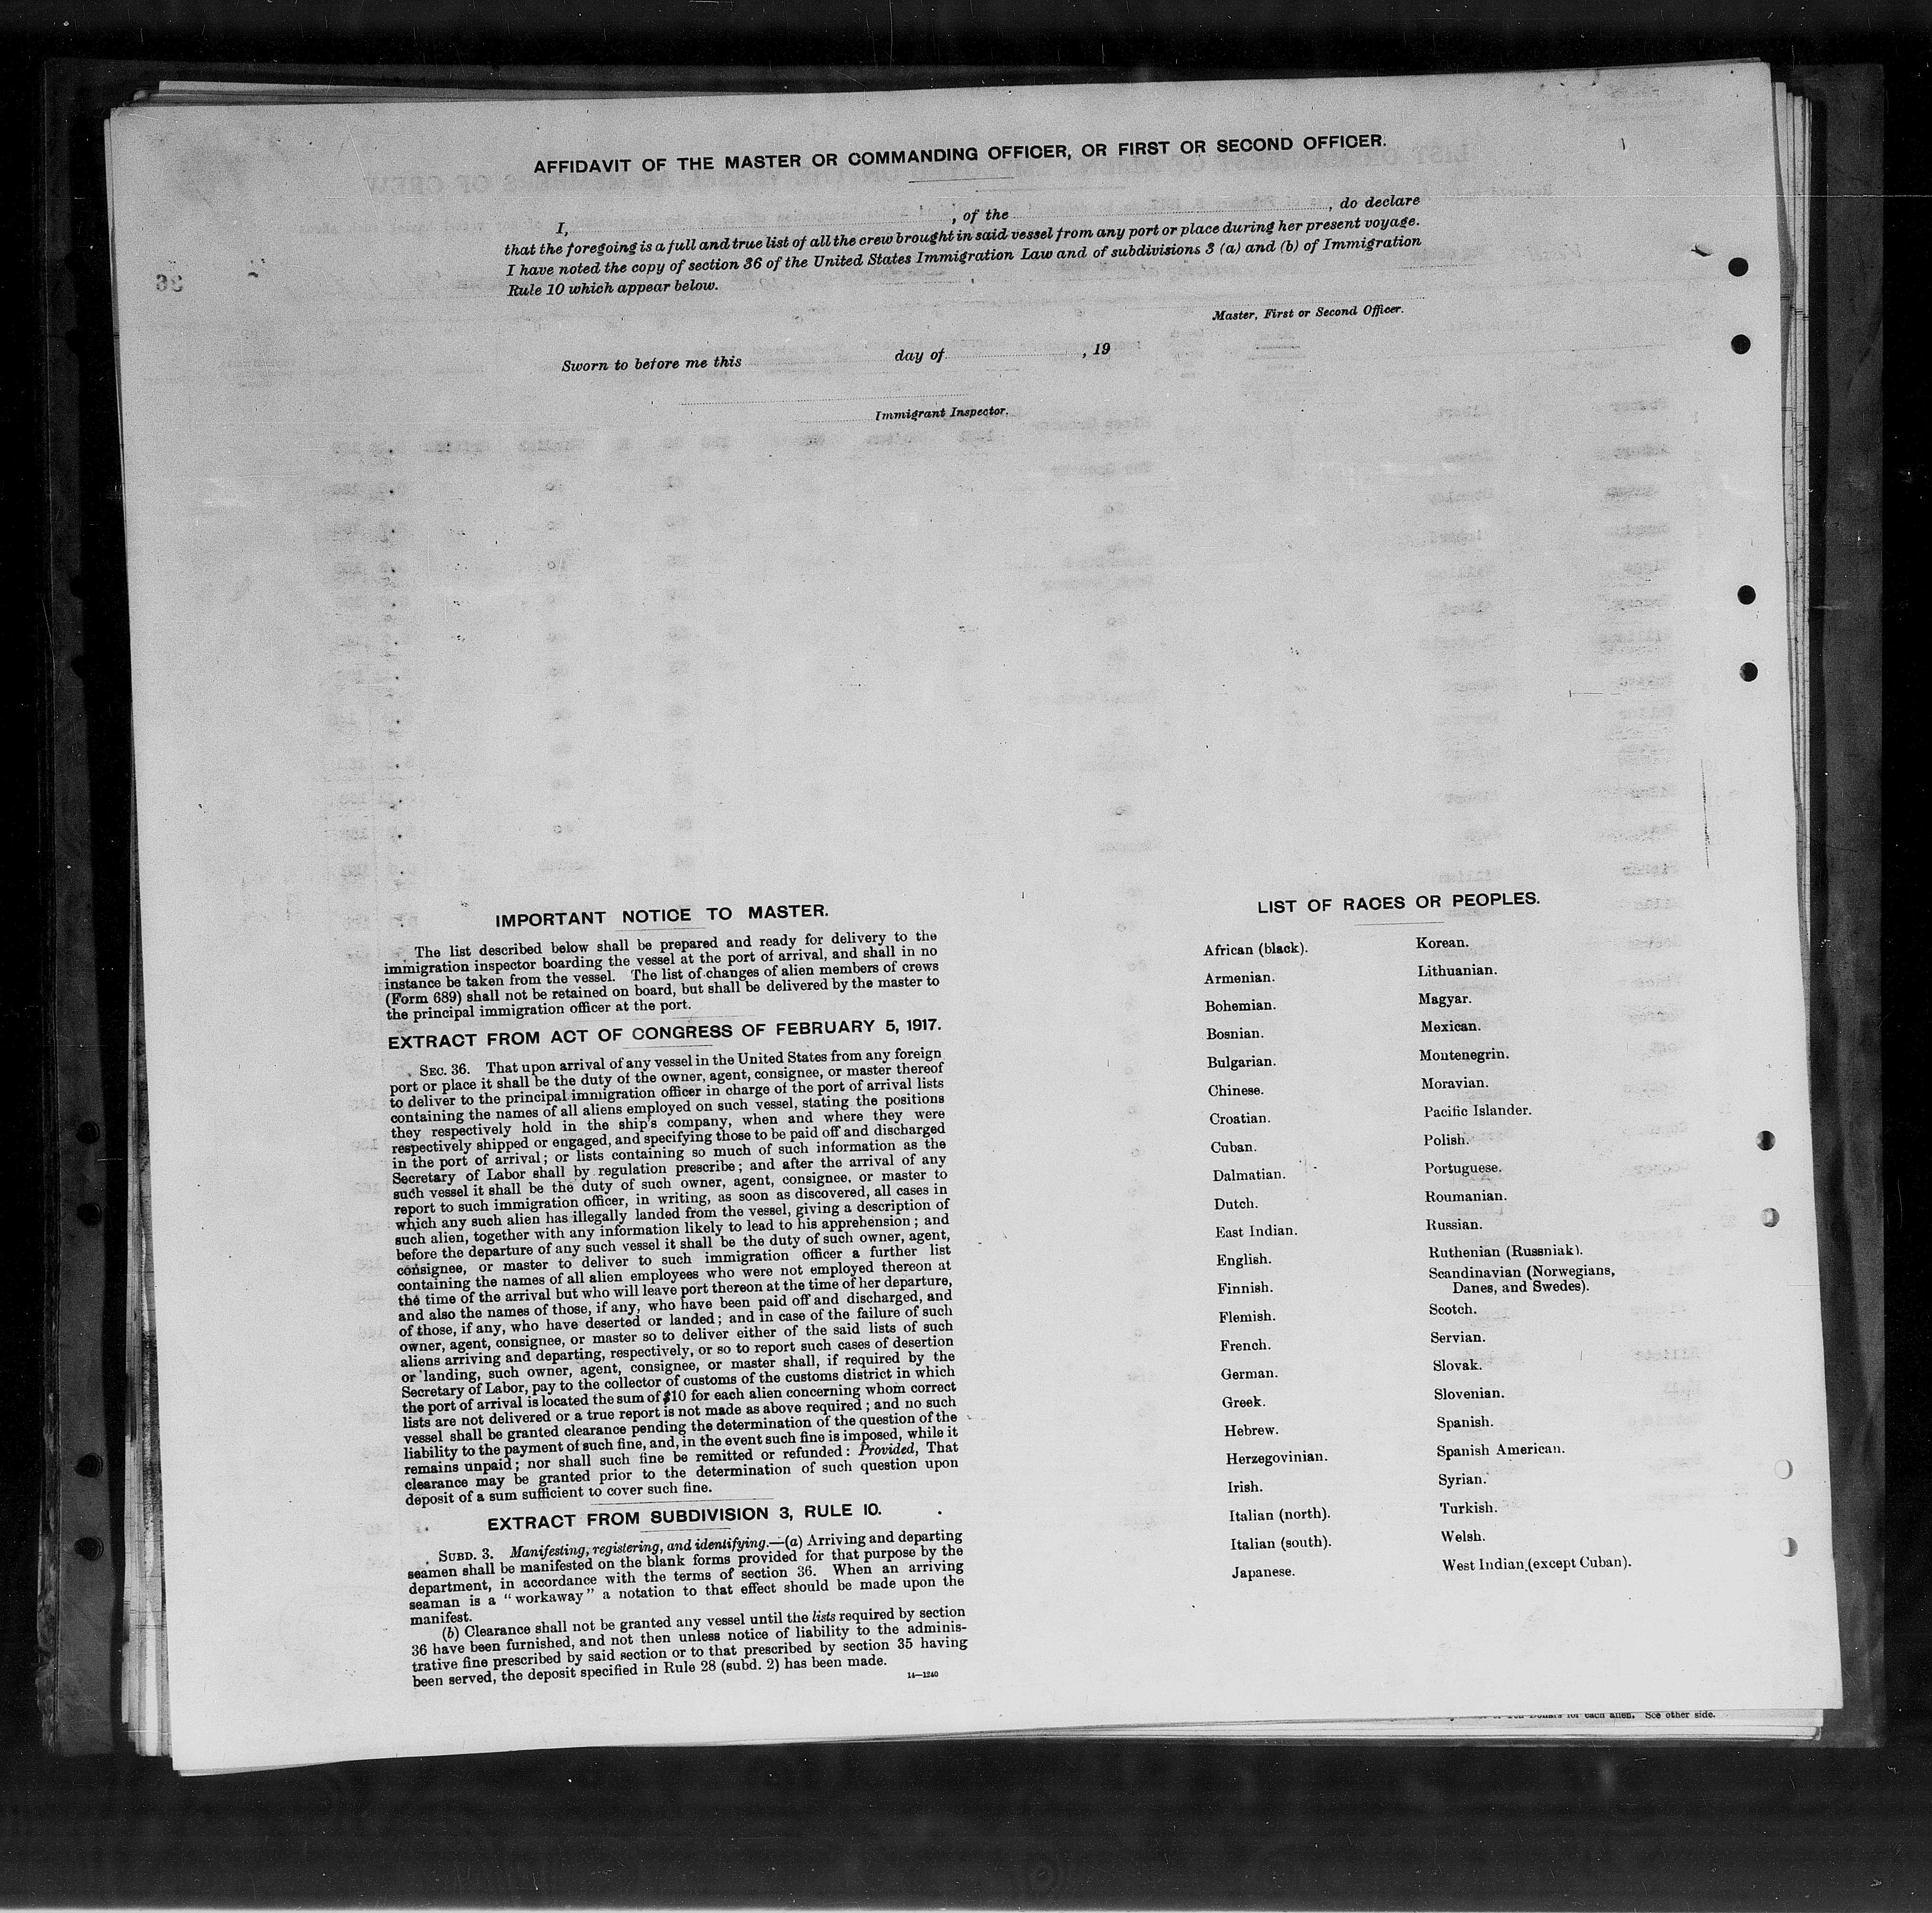 AFFIDAVIT OF THE MASTER OR COMMANDING OFFICER, OR FIRST OR SECOND OFFICER.
I, , of the , do declare
that the foregoing is a full and true list of all the crew brought in said vessel from any port or place during her present voyage.
I have noted the copy of section 36 of the United States Immigration Law and of subdivisions 3 (a) and (b) of Immigration
Rule 10 which appear below.
Master, First or Second Officer.
Sworn to before me this day of , 19
Immigrant Inspector.
IMPORTANT NOTICE TO MASTER.
The list described below shall be prepared and ready for delivery to the
immigration inspector boarding the vessel at the port of arrival, and shall in no
instance be taken from the vessel. The list of changes of alien members of crews
(Form 689) shall not be retained on board, but shall be delivered by the master to
the principal immigration officer at the port.
EXTRACT FROM ACT OF CONGRESS OF FEBRUARY 5, 1917.
SEC. 36. That upon arrival of any vessel in the United States from any foreign
port or place it shall be the duty of the owner, agent, consignee, or master thereof
to deliver to the principal immigration officer in charge of the port of arrival lists
containing the names of all aliens employed on such vessel, stating the positions
they respectively hold in the ship's company, when and where they were
respectively shipped or engaged, and specifying those to be paid off and discharged
in the port of arrival; or lists containing so much of such information as the
Secretary of Labor shall by regulation prescribe; and after the arrival of any
such vessel it shall be the duty of such owner, agent, consignee, or master to
report to such immigration officer, in writing, as soon as discovered, all cases in
which any such alien has illegally landed from the vessel, giving a description of
such alien, together with any information likely to lead to his apprehension; and
before the departure of any such vessel it shall be the duty of such owner, agent,
consignee, or master to deliver to such immigration officer a further list
containing the names of all alien employees who were not employed thereon at
the time of the arrival but who will leave port thereon at the time of her departure,
and also the names of those, if any, who have been paid off and discharged, and
of those, if any, who have deserted or landed; and in case of the failure of such
owner, agent, consignee, or master so to deliver either of the said lists of such
aliens arriving and departing, respectively, or so to report such cases of desertion
or landing, such owner, agent, consignee, or master shall, if required by the
Secretary of Labor, pay to the collector of customs of the customs district in which
the port of arrival is located the sum of $10 for each alien concerning whom correct
lists are not delivered or a true report is not made as above required; and no such
vessel shall be granted clearance pending the determination of the question of the
liability to the payment of such fine, and, in the event such fine is imposed, while it
remains unpaid; nor shall such fine be remitted or refunded: Provided, That
clearance may be granted prior to the determination of such question upon
deposit of a sum sufficient to cover such fine.
EXTRACT FROM SUBDIVISION 3, RULE 10.
SUBD. 3. Manifesting, registering, and identifying.—(a) Arriving and departing
seamen shall be manifested on the blank forms provided for that purpose by the
department, in accordance with the terms of section 36. When an arriving
seaman is a "workaway" a notation to that effect should be made upon the
manifest.
(b) Clearance shall not be granted any vessel until the lists required by section
36 have been furnished, and not then unless notice of liability to the adminis-
trative fine prescribed by said section or to that prescribed by section 35 having
been served, the deposit specified in Rule 28 (subd. 2) has been made.
14—1240
LIST OF RACES OR PEOPLES.
African (black).
Armenian.
Bohemian.
Bosnian.
Bulgarian.
Chinese.
Croatian.
Cuban.
Dalmatian.
Dutch.
East Indian.
English.
Finnish.
Flemish.
French.
German.
Greek.
Hebrew.
Herzegovinian.
Irish.
Italian (north).
Italian (south).
Japanese.
Korean.
Lithuanian.
Magyar.
Mexican.
Montenegrin.
Moravian.
Pacific Islander.
Polish.
Portuguese.
Roumanian.
Russian.
Ruthenian (Russniak).
Scandinavian (Norwegians,
Danes, and Swedes).
Scotch.
Servian.
Slovak.
Slovenian.
Spanish.
Spanish American.
Syrian.
Turkish.
Welsh.
West Indian (except Cuban).
for each alien. See other side.